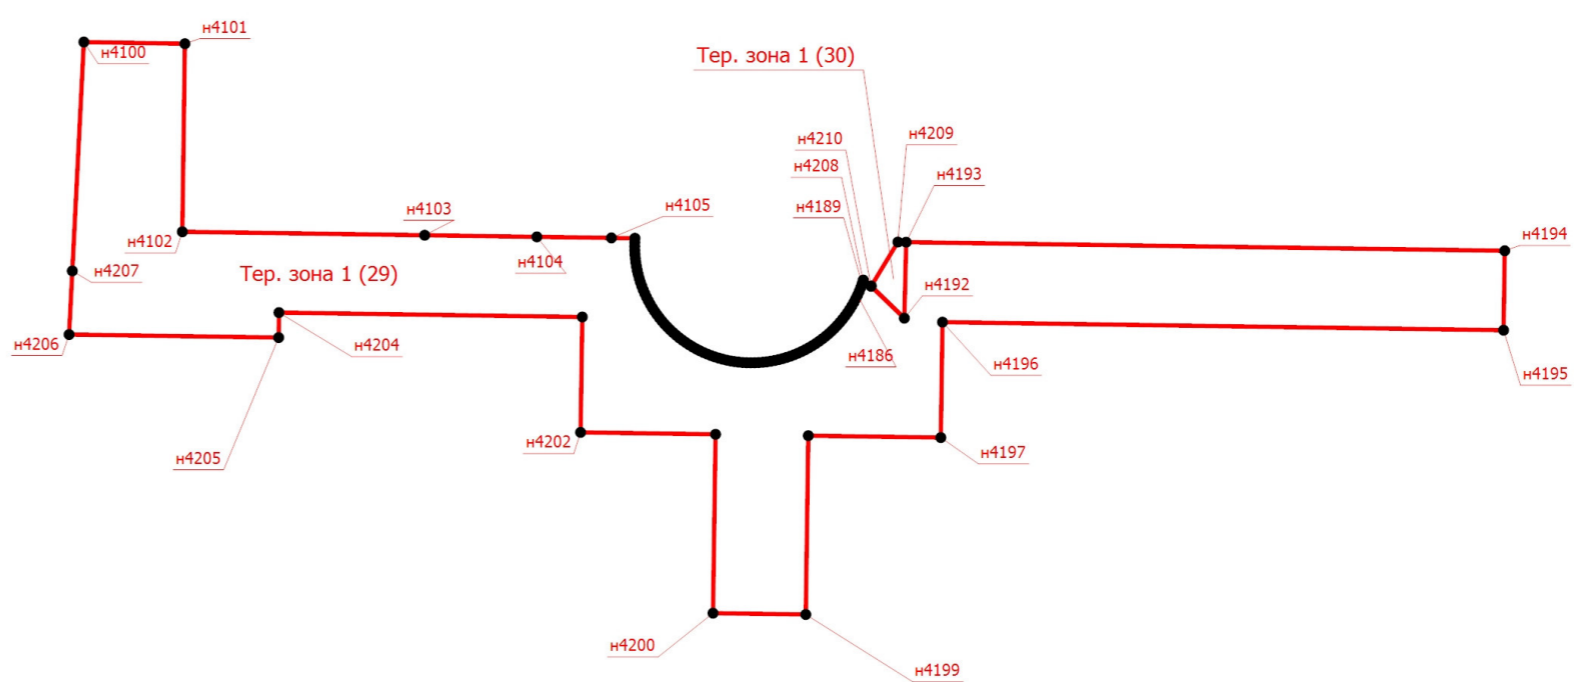 н4101
н4100
Тер. зона 1 (30)
н4210
н4209
н4208
н4193
н4189
н4103
н4105
н4102
н4104
н4194
н4207
Тер. зона 1 (29)
н4192
н4206
н4204
н4186
н4196
н4195
н4205
н4202
н4197
н4200
н4199